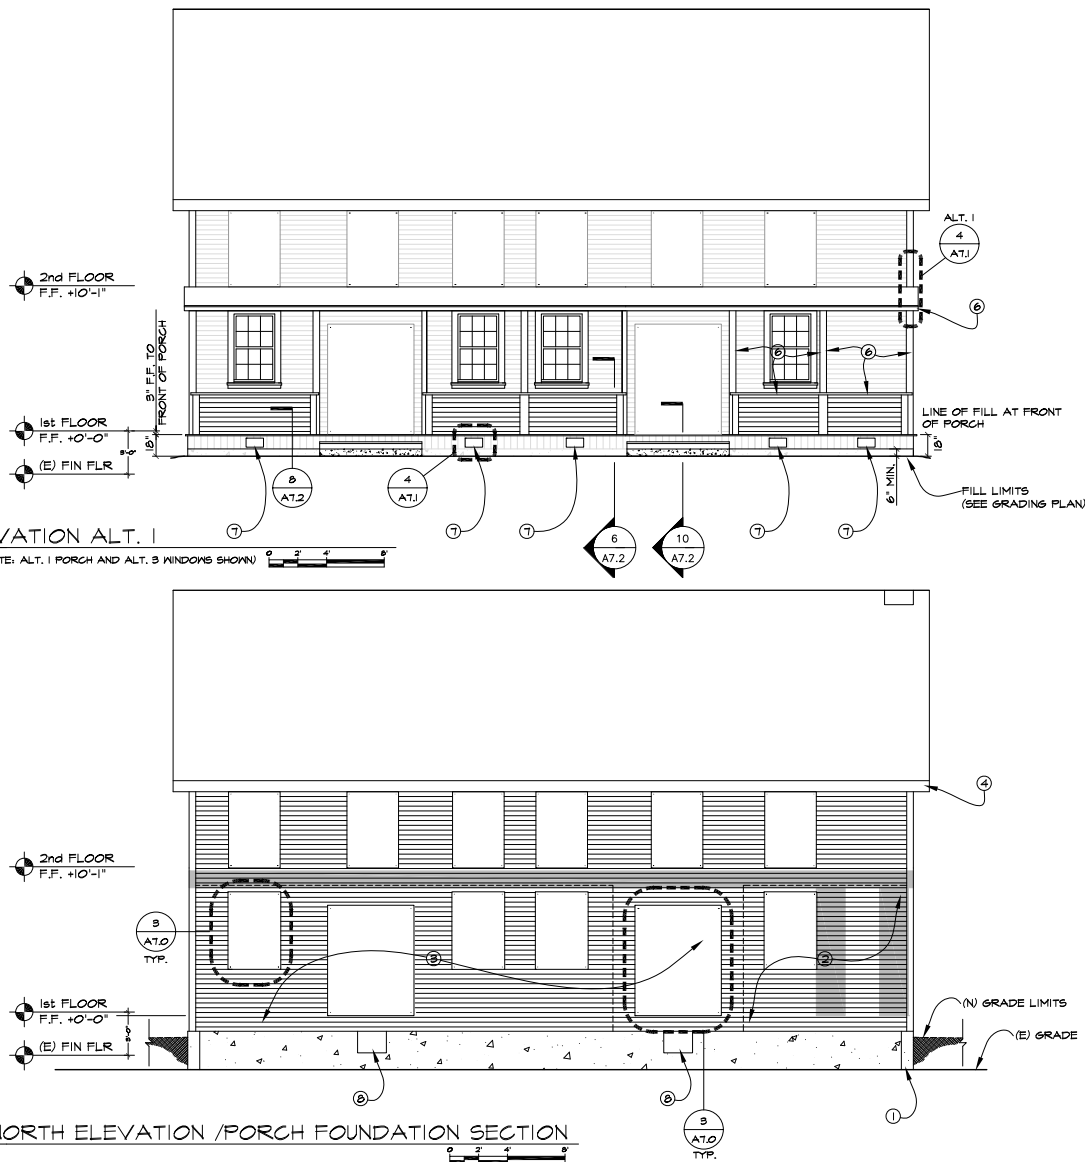 ALT. 1
4
A7.1
2nd FLOOR
F.F. +10'-1"
6
3" F.F. TO
FRONT OF PORCH
6
6
1st FLOOR
F.F. +0'-0"
18"
3'-0"
(E) FIN FLR
LINE OF FILL AT FRONT
OF PORCH
18"
6" MIN.
FILL LIMITS
(SEE GRADING PLAN)
8
A7.2
4
A7.1
7
7
7
7
7
6
A7.2
10
A7.2
VATION ALT. 1
TE: ALT. 1 PORCH AND ALT. 3 WINDOWS SHOWN)
0 2' 4' 8'
4
2nd FLOOR
F.F. +10'-1"
3
A7.0
TYP.
3
2
1st FLOOR
F.F. +0'-0"
3'-0"
(E) FIN FLR
(N) GRADE LIMITS
(E) GRADE
8
8
1
3
A7.0
TYP.
NORTH ELEVATION /PORCH FOUNDATION SECTION
0 2' 4' 8'